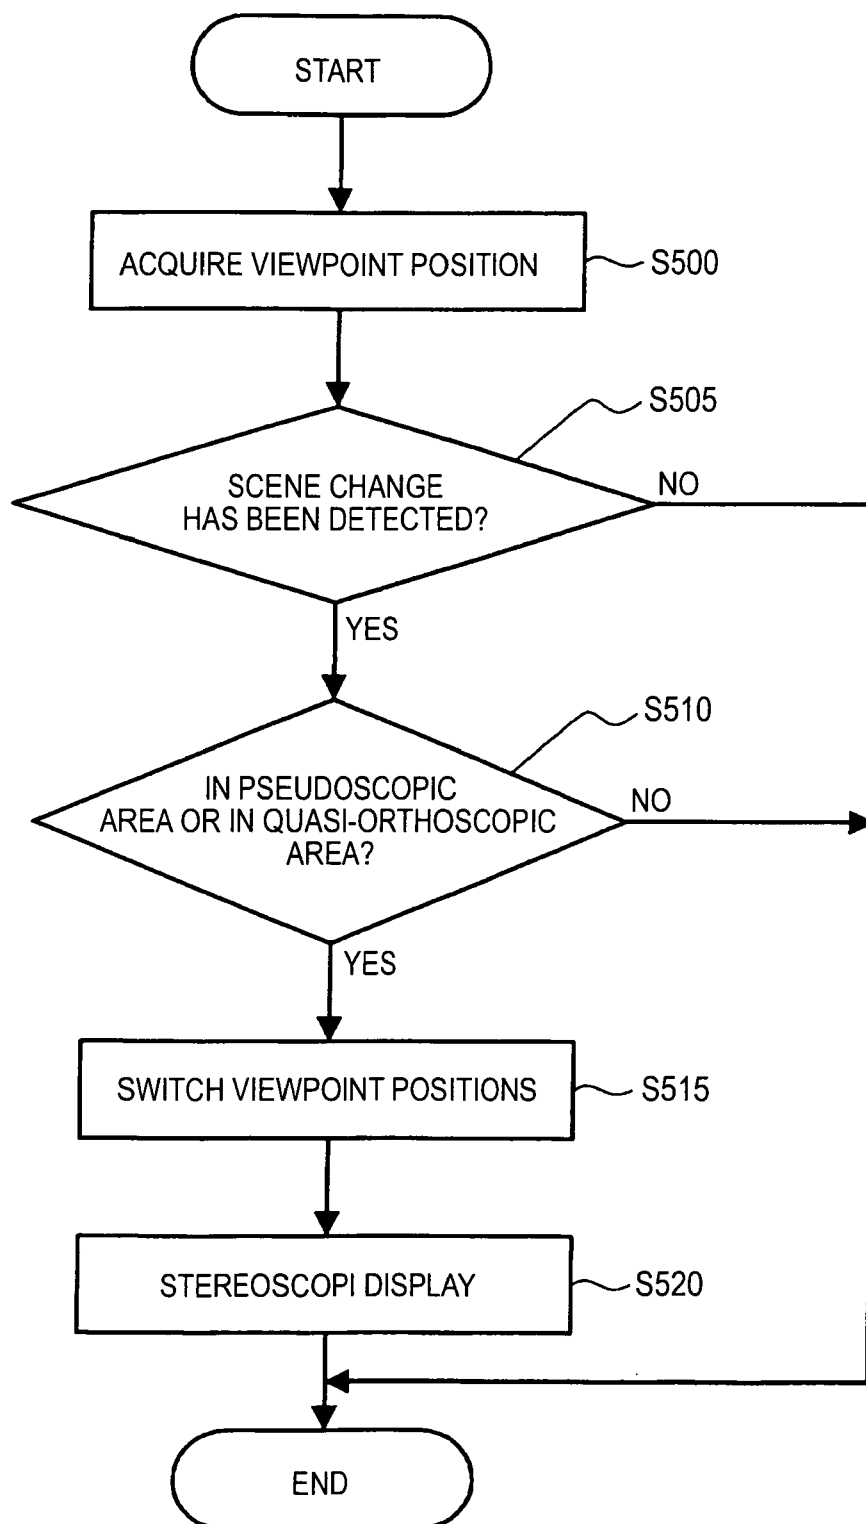 START
ACQUIRE VIEWPOINT POSITION
S500
S505
SCENE CHANGE
HAS BEEN DETECTED?
NO
YES
S510
IN PSEUDOSCOPIC
AREA OR IN QUASI-ORTHOSCOPIC
AREA?
NO
YES
SWITCH VIEWPOINT POSITIONS
S515
STEREOSCOPI DISPLAY
S520
END